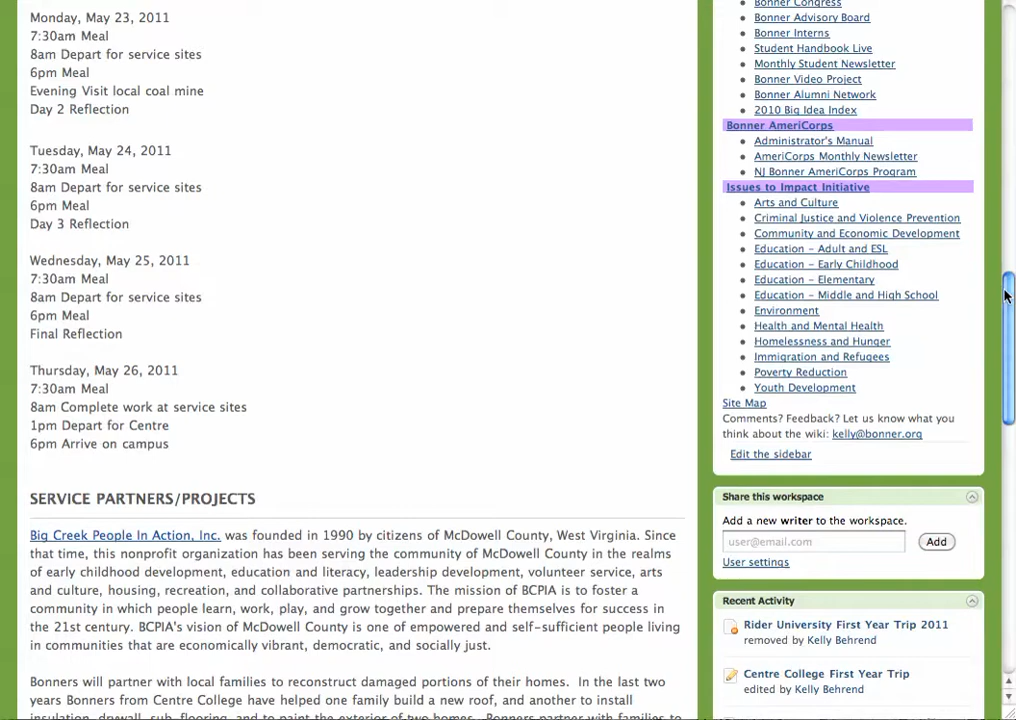 Monday, May 23, 2011
7:30am Meal
8am Depart for service sites
6pm Meal
Evening Visit local coal mine
Day 2 Reflection
Tuesday, May 24, 2011
7:30am Meal
8am Depart for service sites
6pm Meal
Day 3 Reflection
Wednesday, May 25, 2011
7:30am Meal
8am Depart for service sites
6pm Meal
Final Reflection
Thursday, May 26, 2011
7:30am Meal
8am Complete work at service sites
1pm Depart for Centre
6pm Arrive on campus
SERVICE PARTNERS/PROJECTS
Big Creek People In Action, Inc. was founded in 1990 by citizens of McDowell County, West Virginia. Since
that time, this nonprofit organization has been serving the community of McDowell County in the realms
of early childhood development, education and literacy, leadership development, volunteer service, arts
and culture, housing, recreation, and collaborative partnerships. The mission of BCPIA is to foster a
community in which people learn, work, play, and grow together and prepare themselves for success in
the 21st century. BCPIA's vision of McDowell County is one of empowered and self-sufficient people living
in communities that are economically vibrant, democratic, and socially just.
Bonners will partner with local families to reconstruct damaged portions of their homes. In the last two
years Bonners from Centre College have helped one family build a new roof, and another to install
insulation, drywall, sub-flooring, and to paint the exterior of two homes. Bonners partner with families to
Bonner Congress
Bonner Advisory Board
Bonner Interns
Student Handbook Live
Monthly Student Newsletter
Bonner Video Project
Bonner Alumni Network
2010 Big Idea Index
Bonner AmeriCorps
Administrator's Manual
AmeriCorps Monthly Newsletter
NJ Bonner AmeriCorps Program
Issues to Impact Initiative
Arts and Culture
Criminal Justice and Violence Prevention
Community and Economic Development
Education - Adult and ESL
Education - Early Childhood
Education - Elementary
Education - Middle and High School
Environment
Health and Mental Health
Homelessness and Hunger
Immigration and Refugees
Poverty Reduction
Youth Development
Site Map
Comments? Feedback? Let us know what you
think about the wiki: kelly@bonner.org
Edit the sidebar
Share this workspace
Add a new writer to the workspace.
user@email.com Add
User settings
Recent Activity
Rider University First Year Trip 2011
removed by Kelly Behrend
Centre College First Year Trip
edited by Kelly Behrend